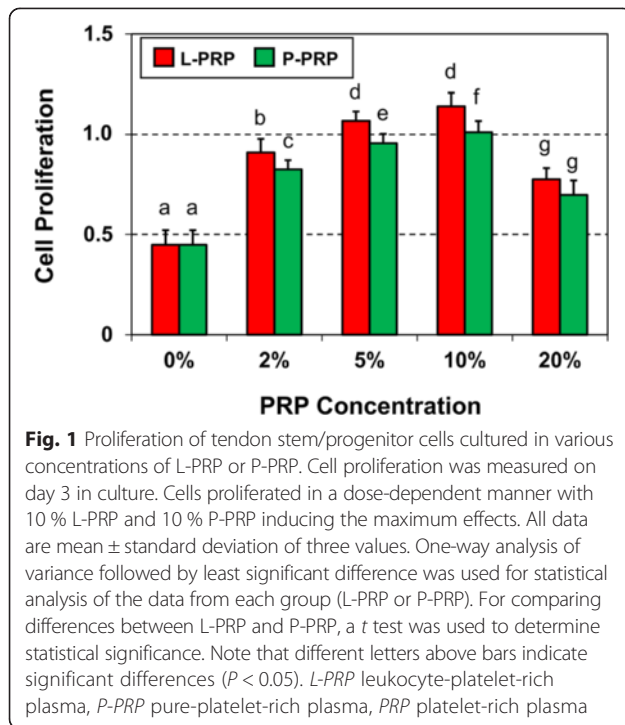 1.5
L-PRP P-PRP
d
d
f
b
e
1.0
c
g
g
a a
0.5
0
Cell Proliferation
0% 2% 5% 10% 20%
PRP Concentration
Fig. 1 Proliferation of tendon stem/progenitor cells cultured in various
concentrations of L-PRP or P-PRP. Cell proliferation was measured on
day 3 in culture. Cells proliferated in a dose-dependent manner with
10 % L-PRP and 10 % P-PRP inducing the maximum effects. All data
are mean ± standard deviation of three values. One-way analysis of
variance followed by least significant difference was used for statistical
analysis of the data from each group (L-PRP or P-PRP). For comparing
differences between L-PRP and P-PRP, a t test was used to determine
statistical significance. Note that different letters above bars indicate
significant differences (P < 0.05). L-PRP leukocyte-platelet-rich
plasma, P-PRP pure-platelet-rich plasma, PRP platelet-rich plasma